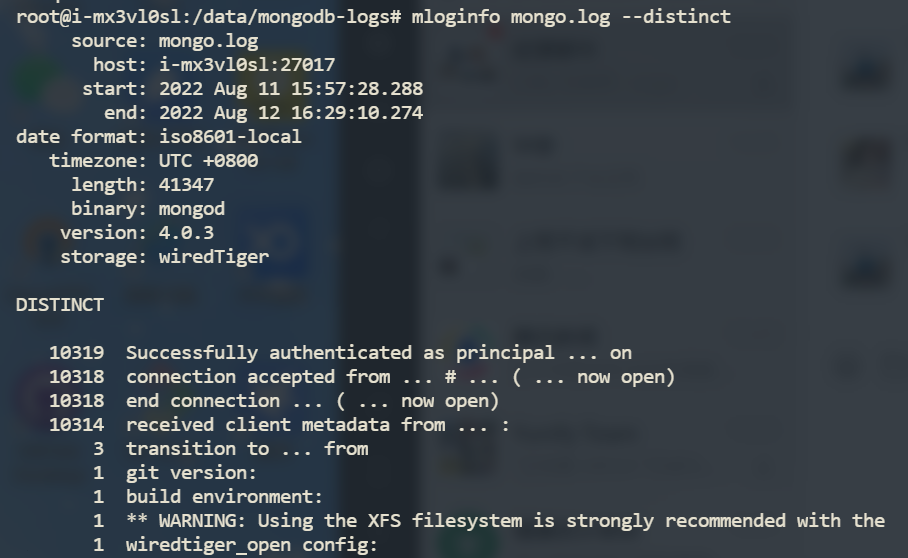 root@i-mx3vl0sl:/data/mongodb-logs# mloginfo mongo.log --distinct
source: mongo.log
host: i-mx3vl0sl:27017
start: 2022 Aug 11 15:57:28.288
end: 2022 Aug 12 16:29:10.274
date format: iso8601-local
timezone: UTC +0800
length: 41347
binary: mongod
version: 4.0.3
storage: wiredTiger
DISTINCT
10319 Successfully authenticated as principal ... on
10318 connection accepted from ... # ... ( ... now open)
10318 end connection ... ( ... now open)
10314 received client metadata from ... :
3 transition to ... from
1 git version:
1 build environment:
1 ** WARNING: Using the XFS filesystem is strongly recommended with the
1 wiredtiger_open config: